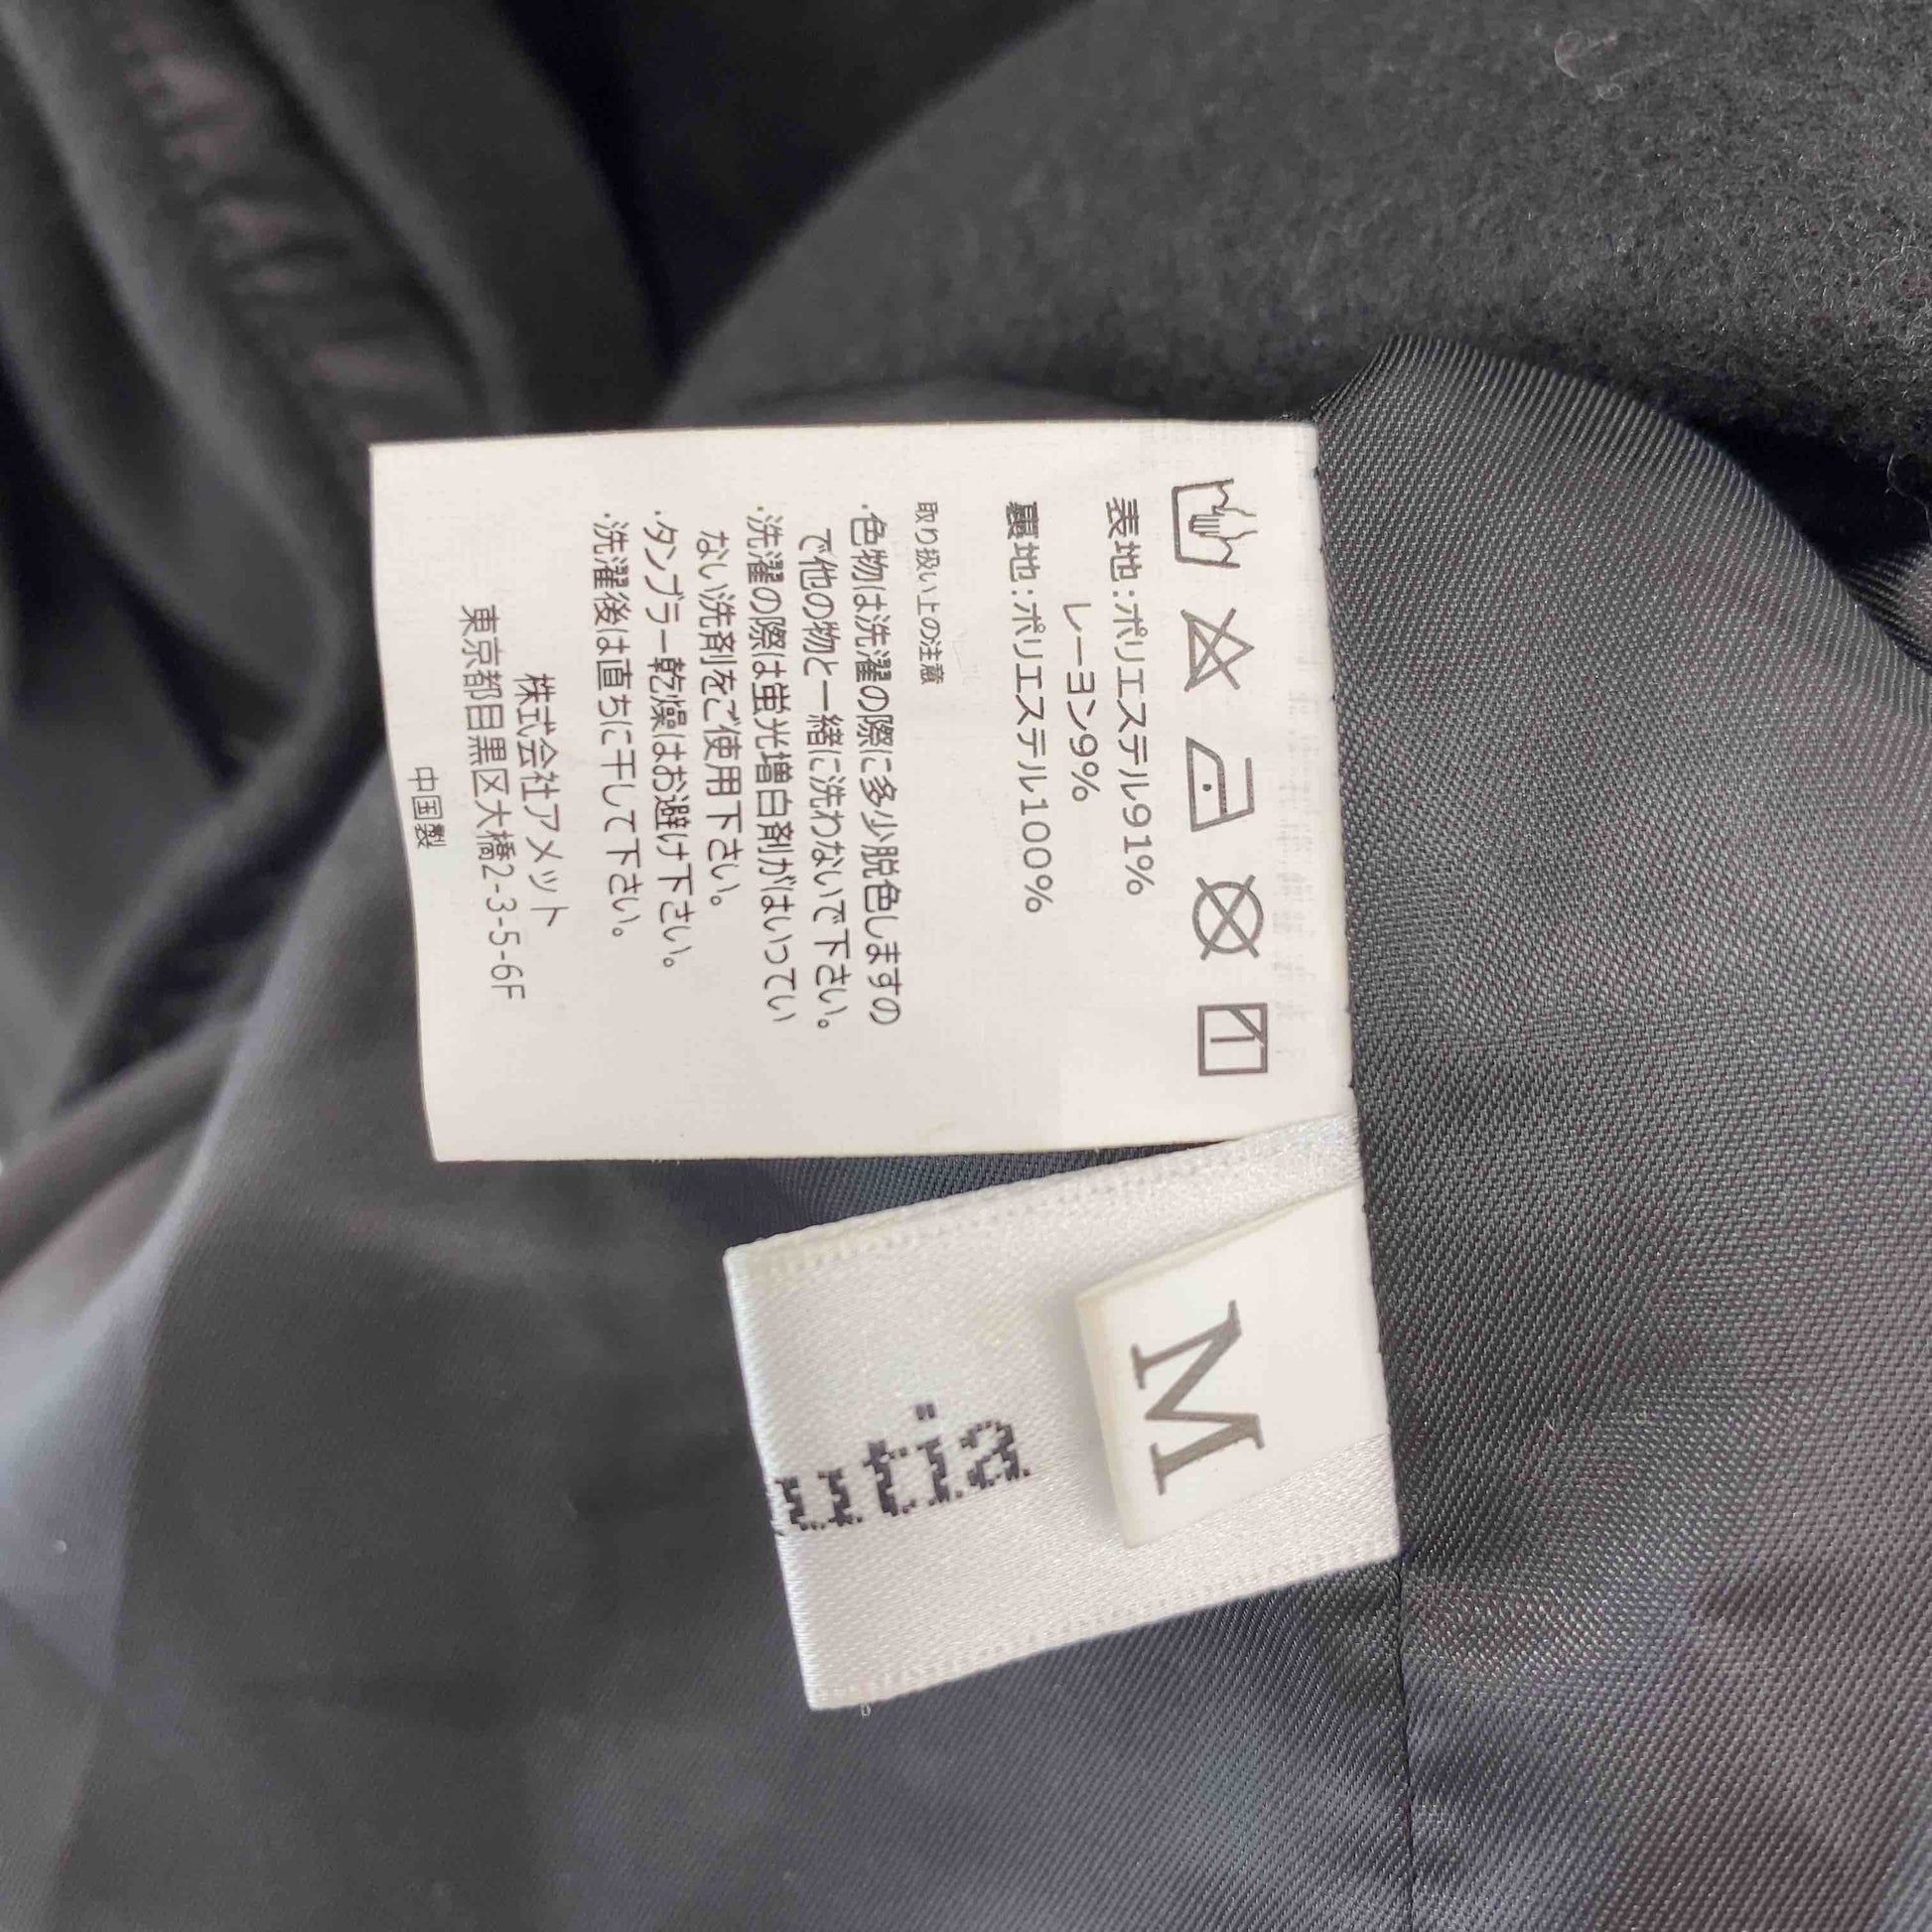 表地:ポリエステル91%
レーヨン99%
裏地:ポリエステル100%
取り扱い上の注意
・色物は洗濯の際に多少脱色しますの
で他の物と一緒に洗わないで下さい。
・洗濯の際は蛍光増白剤がはいってい
ない洗剤をご使用下さい。
・タンブラー乾燥はお避け下さい。
・洗濯後は直ちに干して下さい。
株式会社アメット
東京都目黒区大橋2-3-5-6F
中国製
M
utia